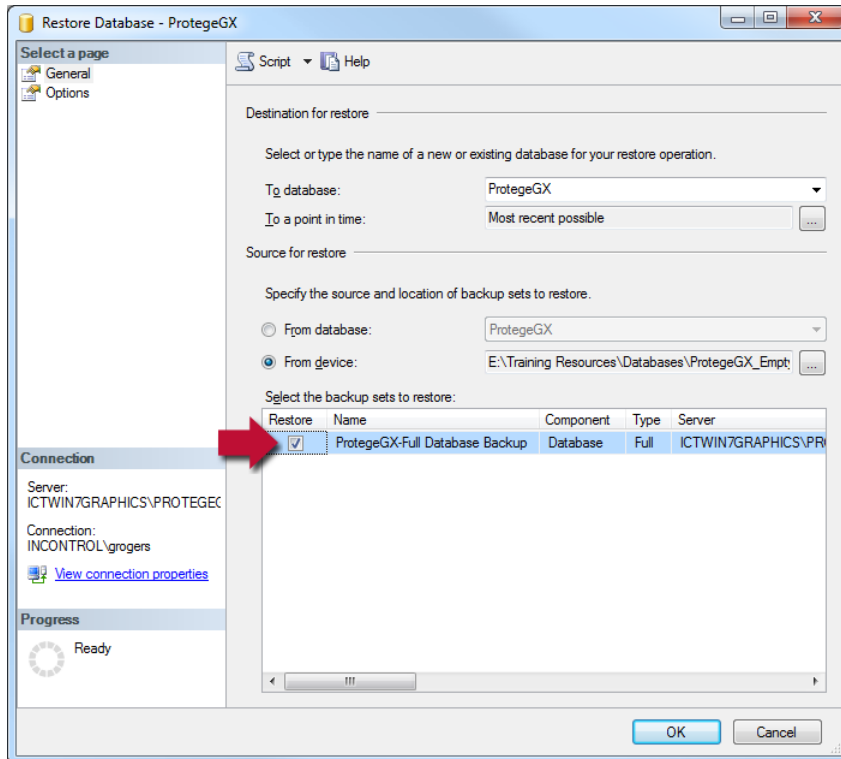 Restore Database - ProtegeGX
Select a page
General
Options
Script
Help
Destination for restore
Select or type the name of a new or existing database for your restore operation.
To database:
ProtegeGX
To a point in time:
Most recent possible
...
Source for restore
Specify the source and location of backup sets to restore.
From database:
ProtegeGX
From device:
E:\Training Resources\Databases\ProtegeGX_Empt
...
Select the backup sets to restore:
Restore Name Component Type Server
ProtegeGX-Full Database Backup Database Full ICTWIN7GRAPHICS\PR
Connection
Server:
ICTWIN7GRAPHICS\PROTEGEG
Connection:
INCONTROL\grogers
View connection properties
Progress
Ready
OK
Cancel